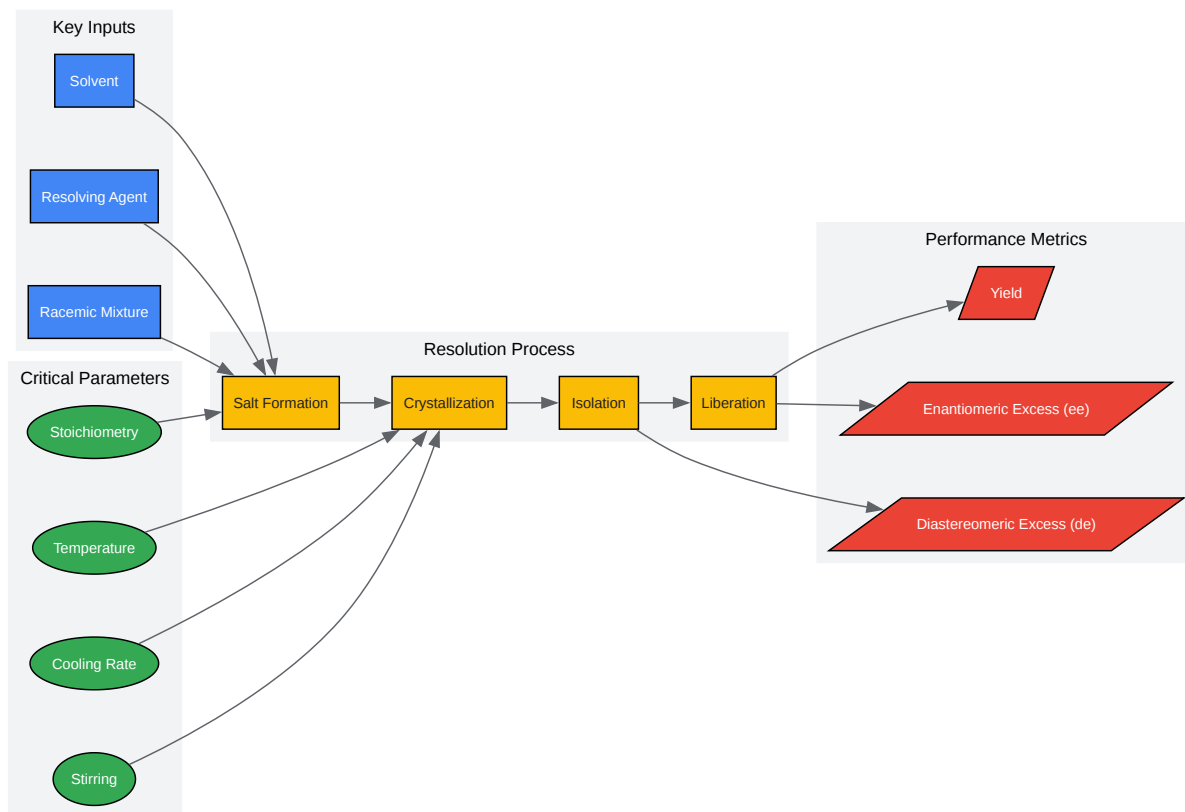 Key Inputs
Solvent
Resolving Agent
Racemic Mixture
Critical Parameters
Stoichiometry
Temperature
Cooling Rate
Stirring
Resolution Process
Salt Formation
Crystallization
Isolation
Liberation
Performance Metrics
Yield
Enantiomeric Excess (ee)
Diastereomeric Excess (de)